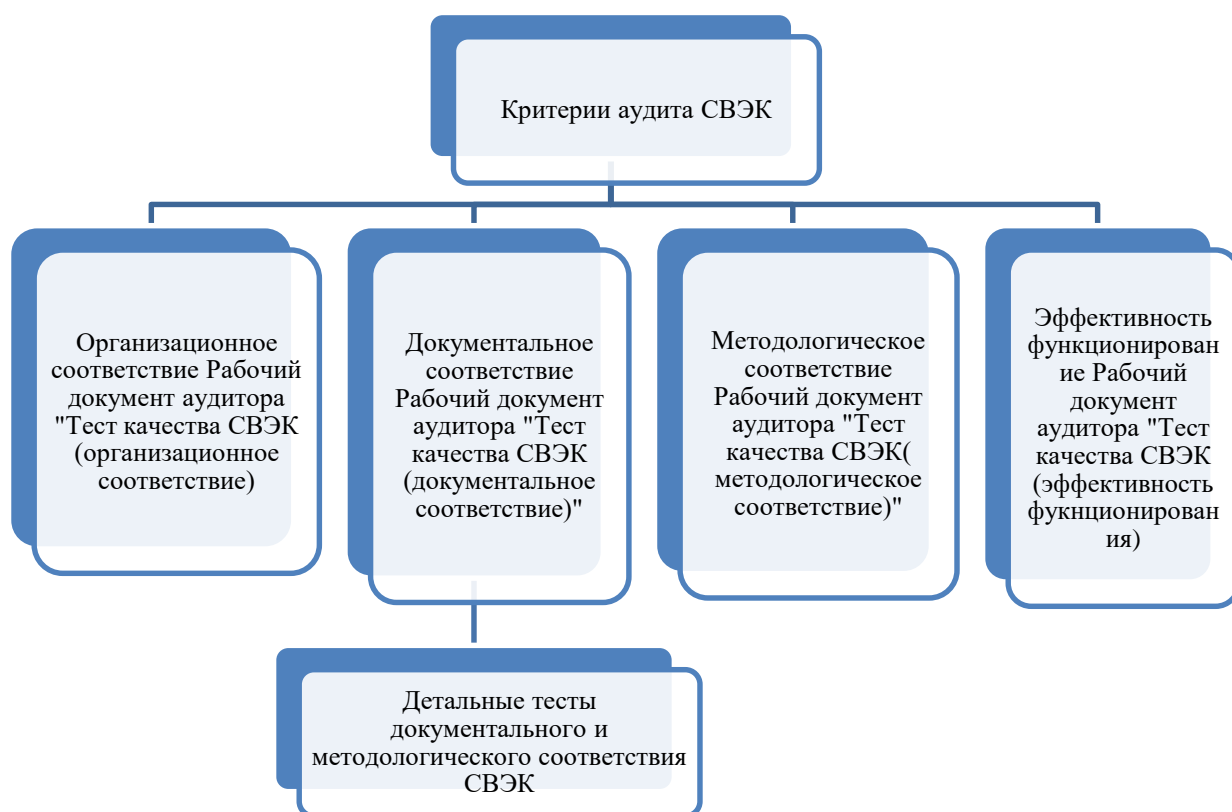 Критерии аудита СВЭК
Организационное
соответствие Рабочий
документ аудитора
"Тест качества СВЭК
(организационное
соответствие)
Документальное
соответствие
Рабочий документ
аудитора "Тест
качества СВЭК
(документальное
соответствие)"
Методологическое
соответствие
Рабочий документ
аудитора "Тест
качества СВЭК(
методологическое
соответствие)"
Эффективность
функционирован
ие Рабочий
документ
аудитора "Тест
качества СВЭК
(эффективность
фукнционирован
ия)
Детальные тесты
документального и
методологического соответствия
СВЭК